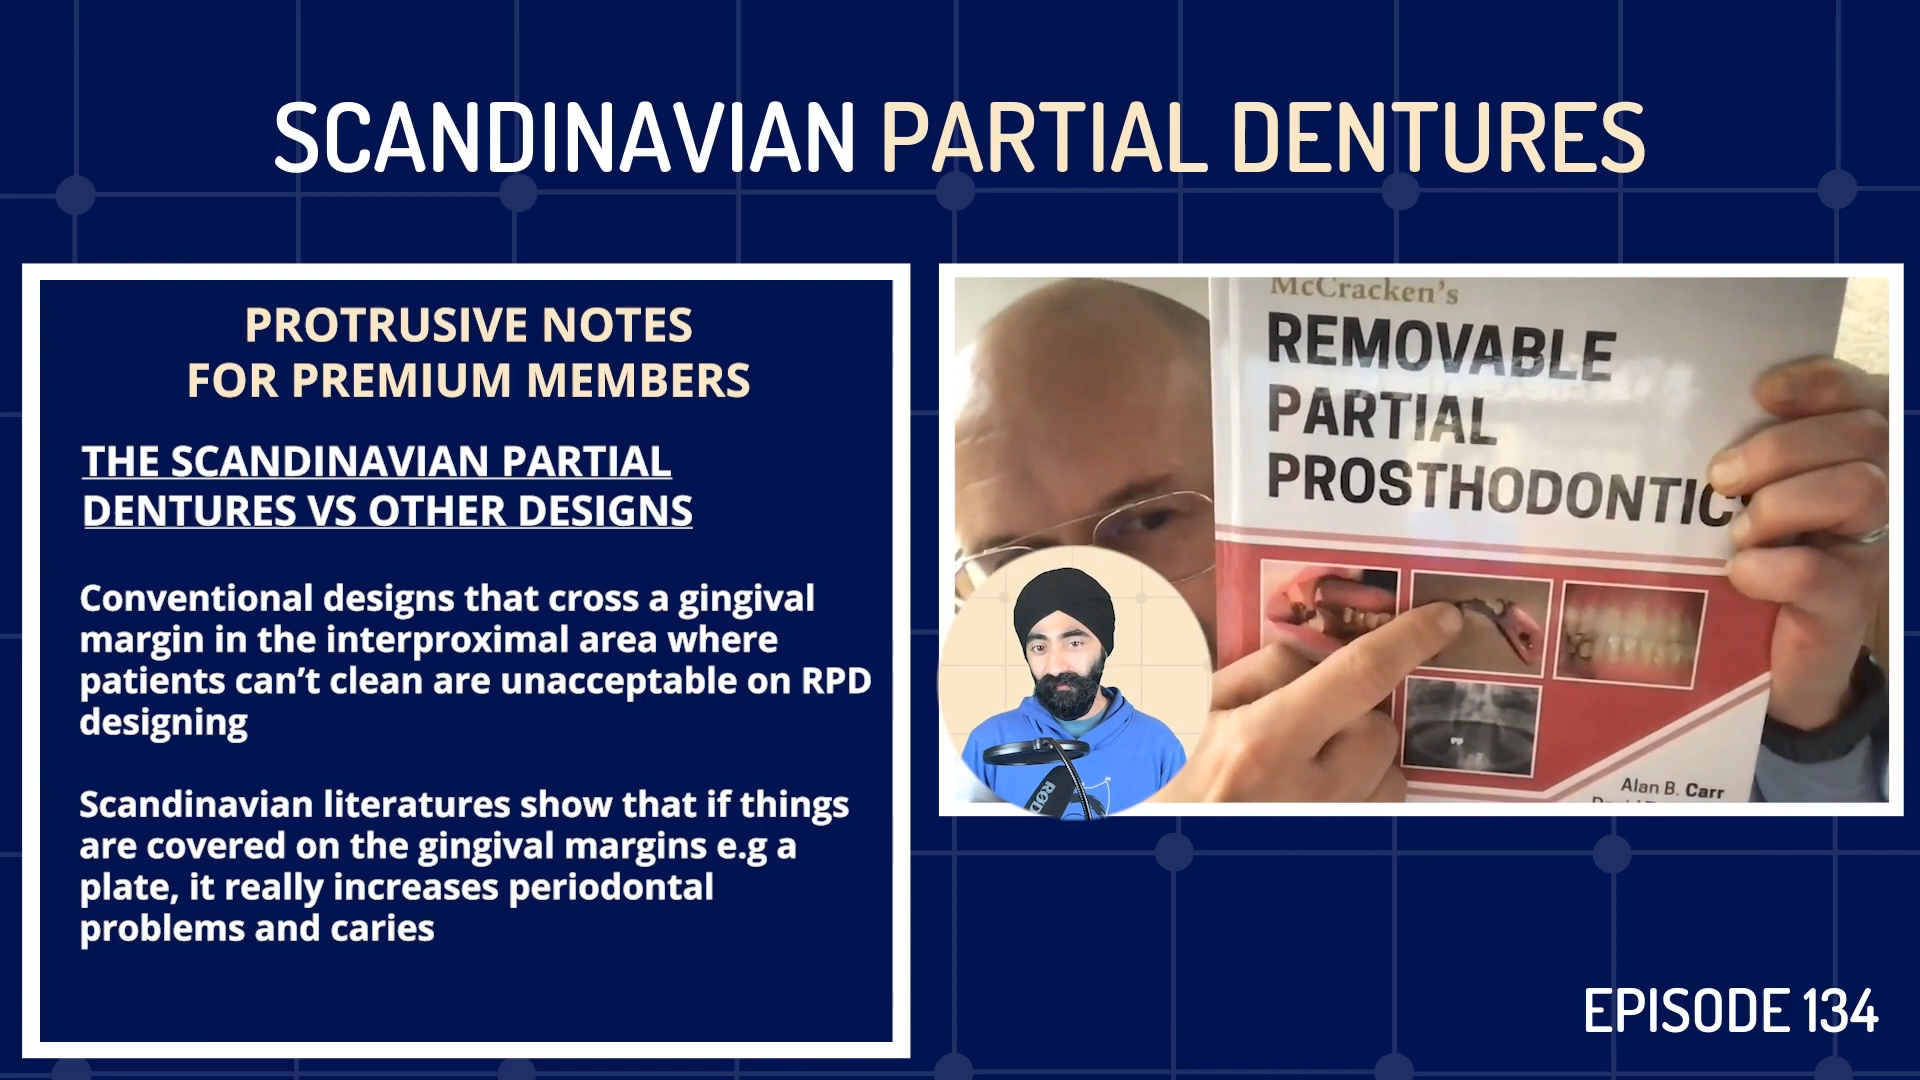 SCANDINAVIAN PARTIAL DENTURES
PROTRUSIVE NOTES
FOR PREMIUM MEMBERS
THE SCANDINAVIAN PARTIAL
DENTURES VS OTHER DESIGNS
Conventional designs that cross a gingival
margin in the interproximal area where
patients can’t clean are unacceptable on RPD
designing
Scandinavian literatures show that if things
are covered on the gingival margins e.g a
plate, it really increases periodontal
problems and caries
McCracken's
REMOVABLE
PARTIAL
PROSTHODONTIC
Alan B. Carr
RØD
EPISODE 134